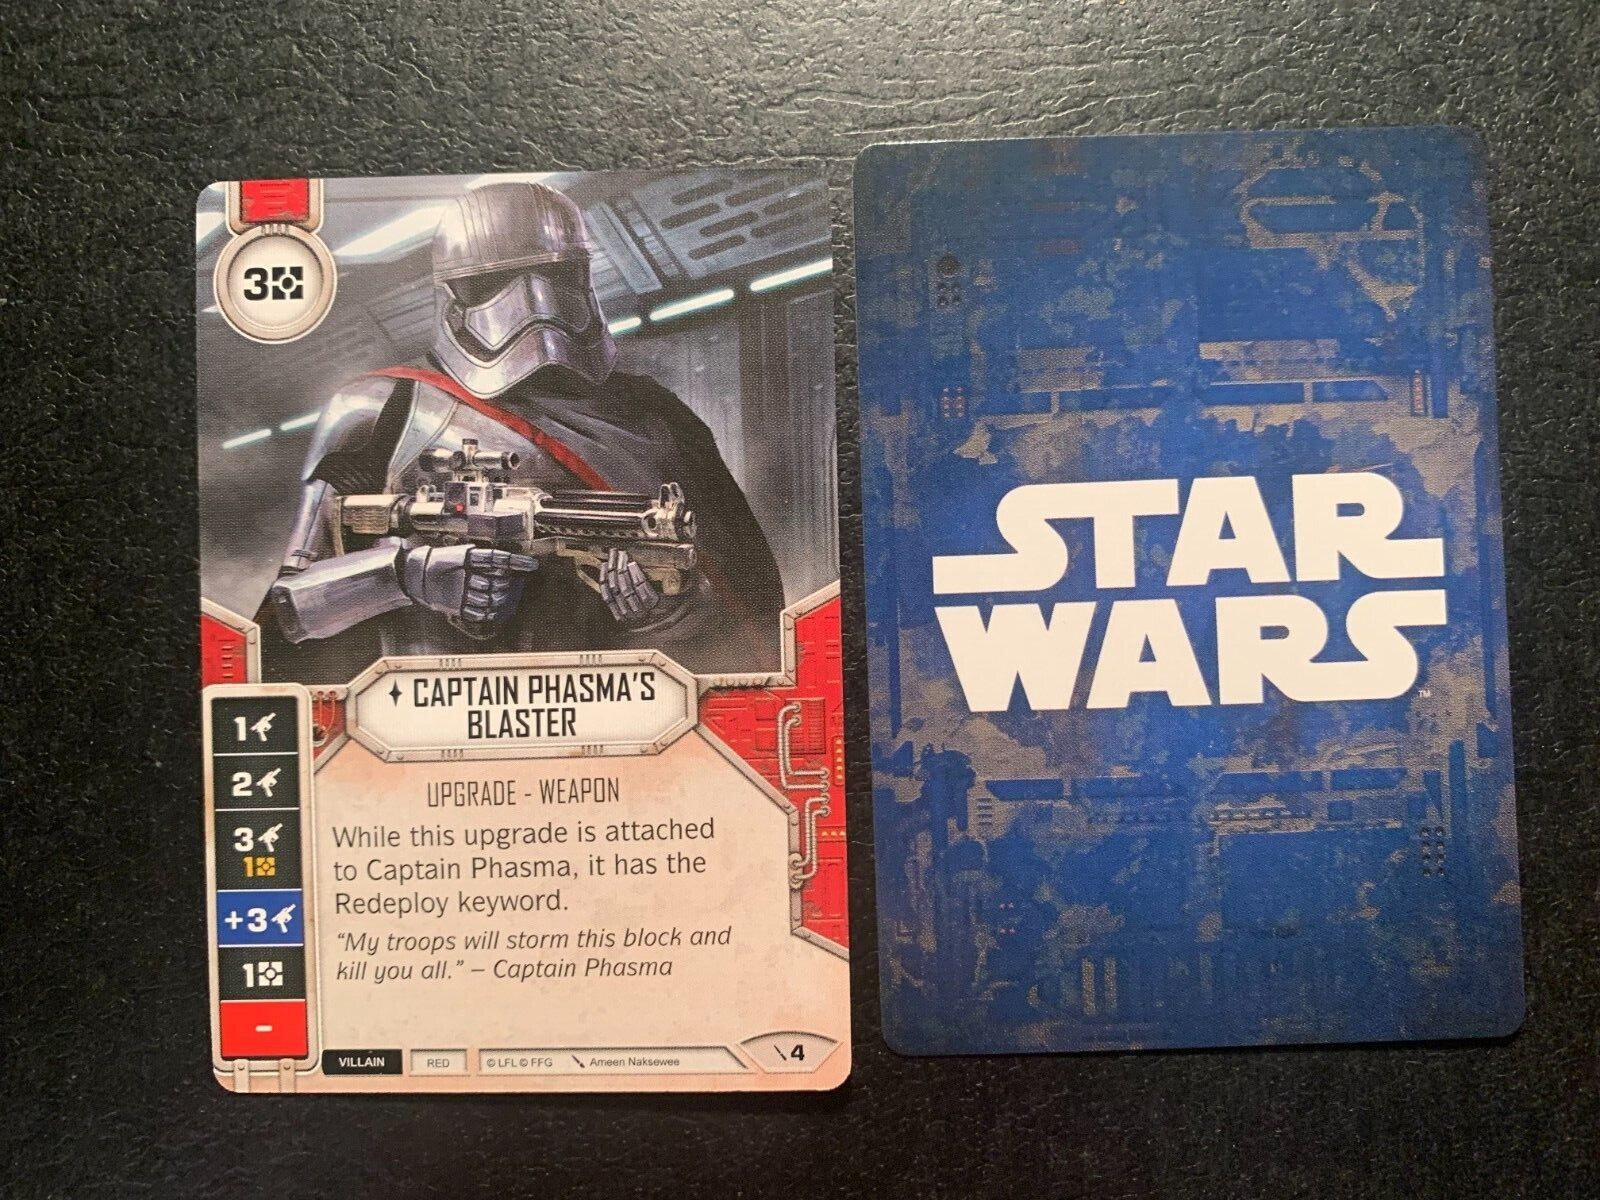 3
CAPTAIN PHASMA'S
BLASTER
1
2
3
1
+3
1
-
UPGRADE - WEAPON
While this upgrade is attached
to Captain Phasma, it has the
Redeploy keyword.
“My troops will storm this block and
kill you all.” – Captain Phasma
VILLAIN
RED
© LFL © FFG
Ameen Naksewee
4
STAR
WARS
™